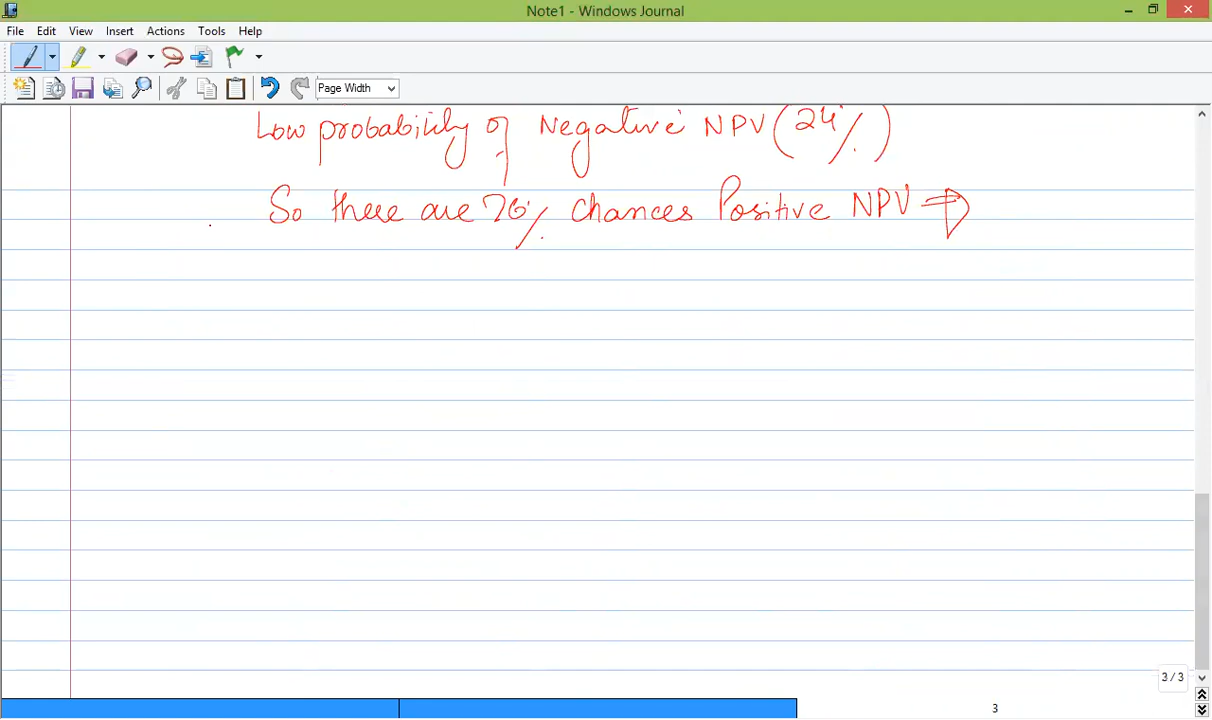 Note1 - Windows Journal
File Edit View Insert Actions Tools Help
Page Width
Low probability of Negative NPV (24%)
So there are 76% chances Positive NPV ⇒
3 / 3
3